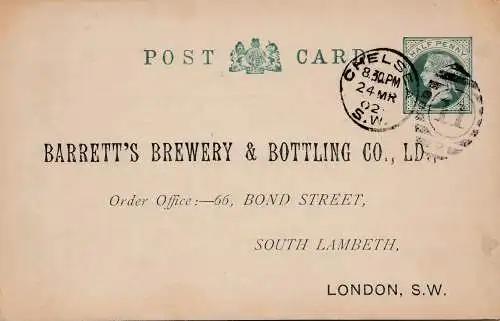 POST CARD
HALF PENNY
CHELSEA
8.30.PM
24 MR
02
S.W.
BARRETT'S BREWERY & BOTTLING CO., LD.,
Order Office:—66, BOND STREET,
SOUTH LAMBETH,
LONDON, S.W.